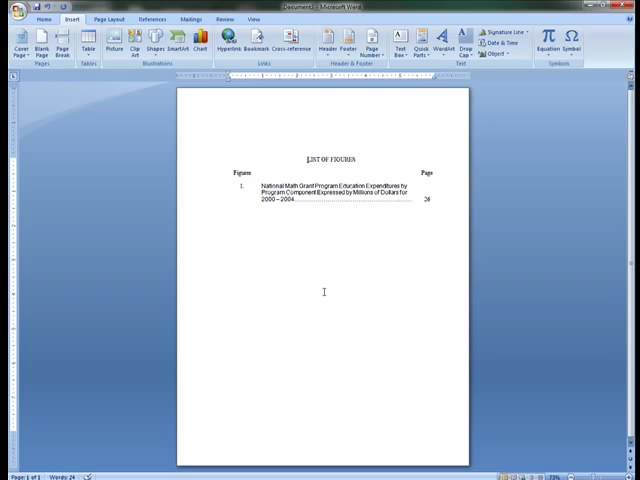 Document1 - Microsoft Word
Home Insert Page Layout References Mailings Review View
Cover Page Blank Page Page Break Table Picture Clip Art Shapes SmartArt Chart Hyperlink Bookmark Cross-reference Header Footer Page Number Text Box Quick Parts WordArt Drop Cap Signature Line Date & Time Object Equation Symbol
Pages Tables Illustrations Links Header & Footer Text Symbols
LIST OF FIGURES
Figures Page
1. National Math Grant Program Education Expenditures by
Program Component Expressed by Millions of Dollars for
2000 – 2004 26
Page: 1 of 1 Words: 24 73%